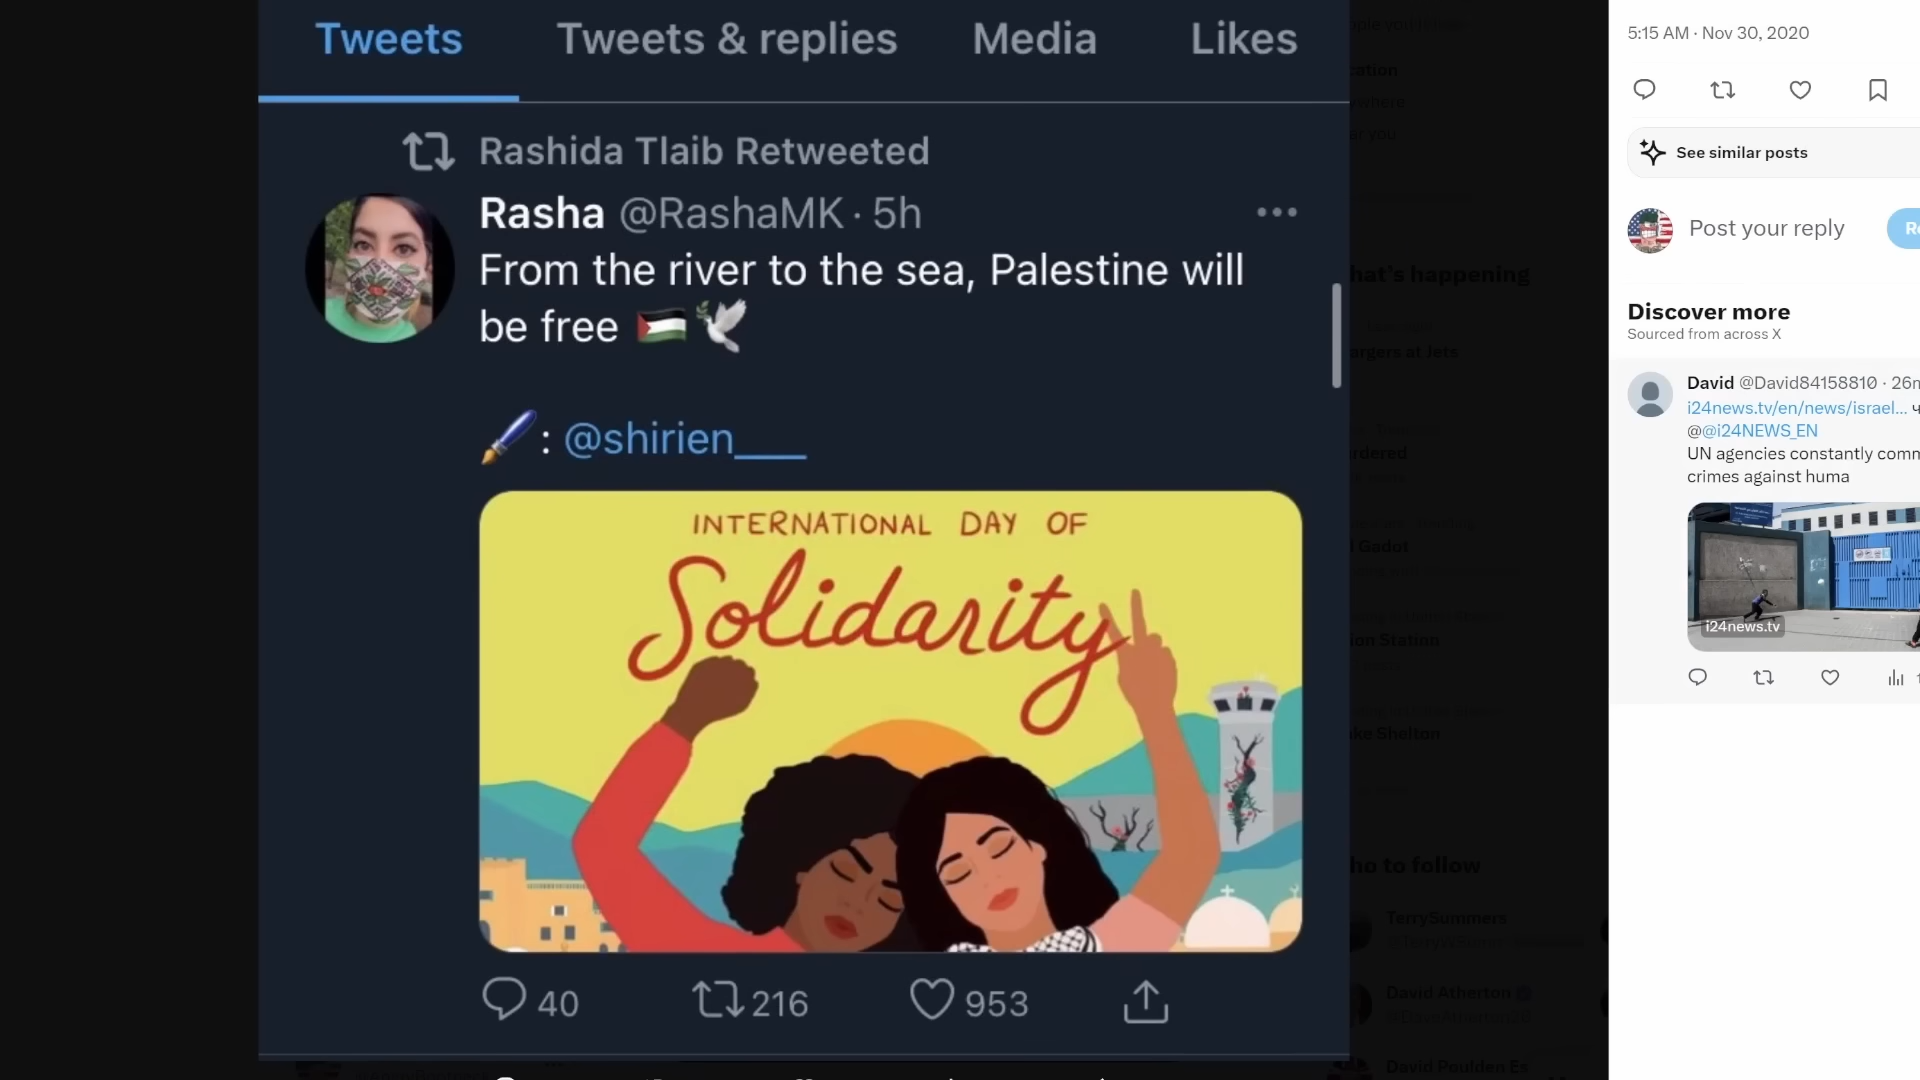 Tweets
Tweets & replies
Media
Likes
Rashida Tlaib Retweeted
Rasha @RashaMK · 5h
From the river to the sea, Palestine will
be free 🇵🇸🕊️
🖌️: @shirien___
INTERNATIONAL DAY OF
Solidarity
40
216
953
hat's happening
argers at Jets
rdered
Gadot
ion Station
ke Shelton
ho to follow
TerrySummers
David Atherton
David Poulden Es
5:15 AM · Nov 30, 2020
See similar posts
Post your reply
Discover more
Sourced from across X
David @David84158810 · 26m
i24news.tv/en/news/israel...
@@i24NEWS_EN
UN agencies constantly comm
crimes against huma
i24news.tv